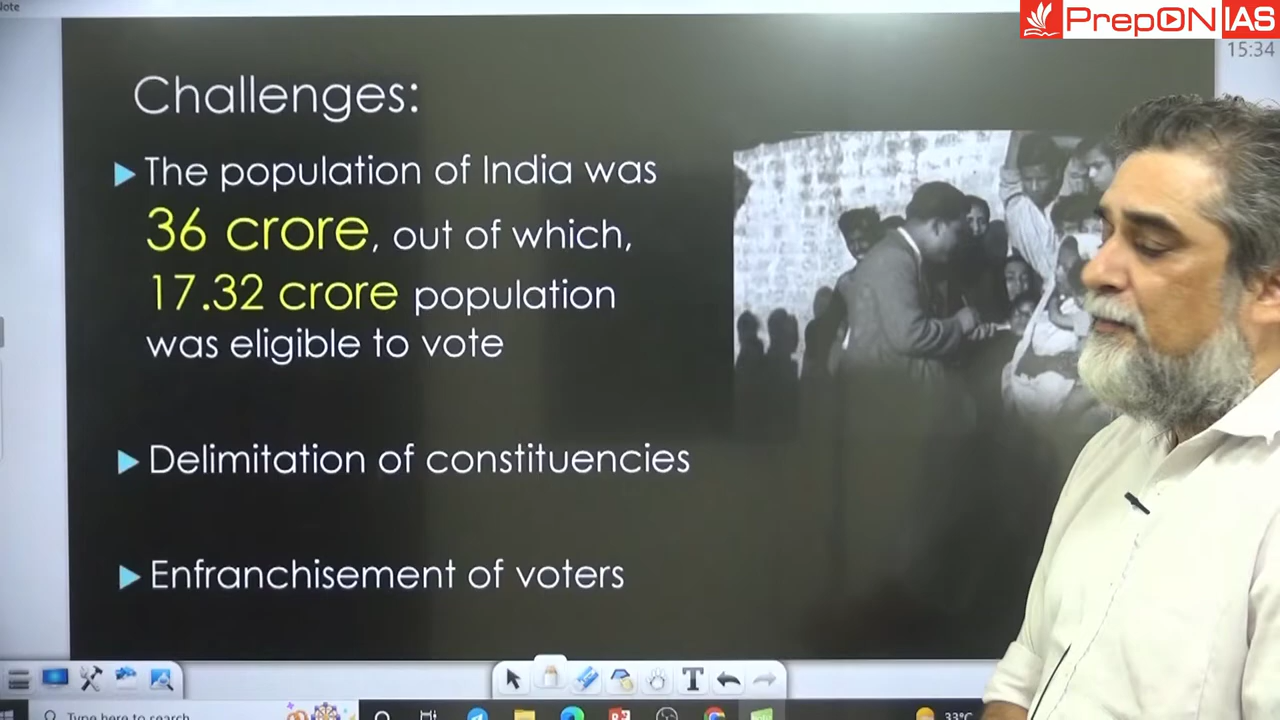 Note
PrepON IAS
15:34
Challenges:
The population of India was
36 crore, out of which,
17.32 crore population
was eligible to vote
Delimitation of constituencies
Enfranchisement of voters
T
Type here to search
33°C